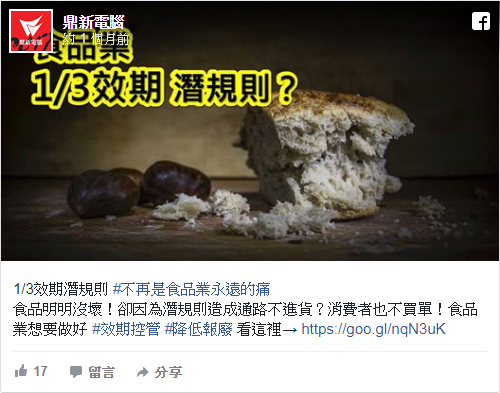 鼎新電腦
鼎新電腦
約 1 個月前
食品業
1/3效期 潛規則？
1/3效期潛規則 #不再是食品業永遠的痛
食品明明沒壞！卻因為潛規則造成通路不進貨？消費者也不買單！食品
業想要做好 #效期控管 #降低報廢 看這裡→ https://goo.gl/nqN3uK
17 留言 分享